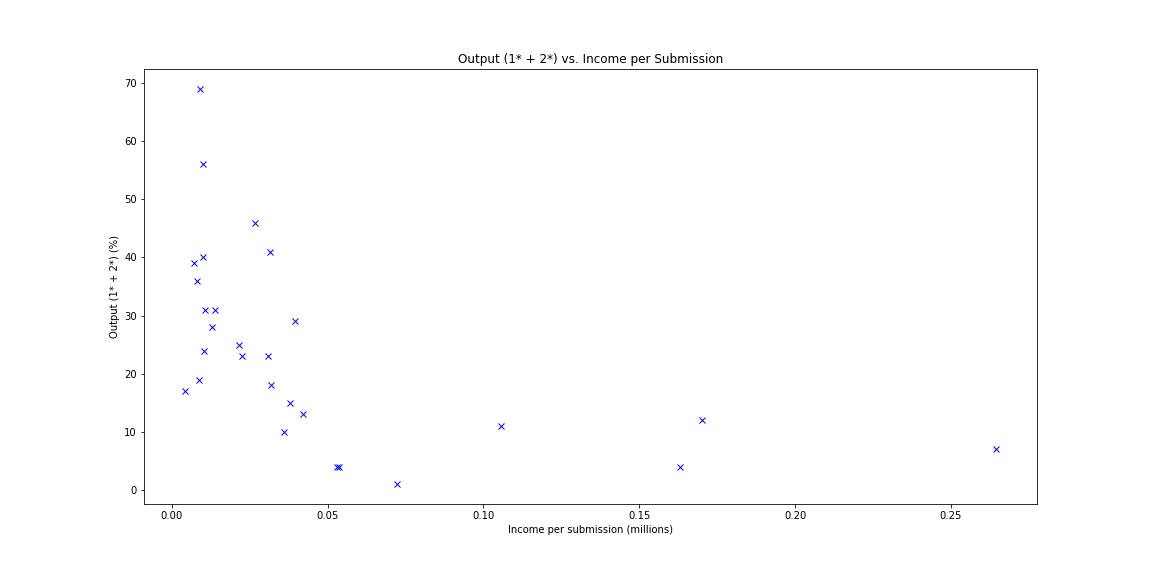 Output (1* + 2*) vs. Income per Submission
70
60
50
40
30
20
10
0
Output (1* + 2*) (%)
0.00 0.05 0.10 0.15 0.20 0.25
Income per submission (millions)